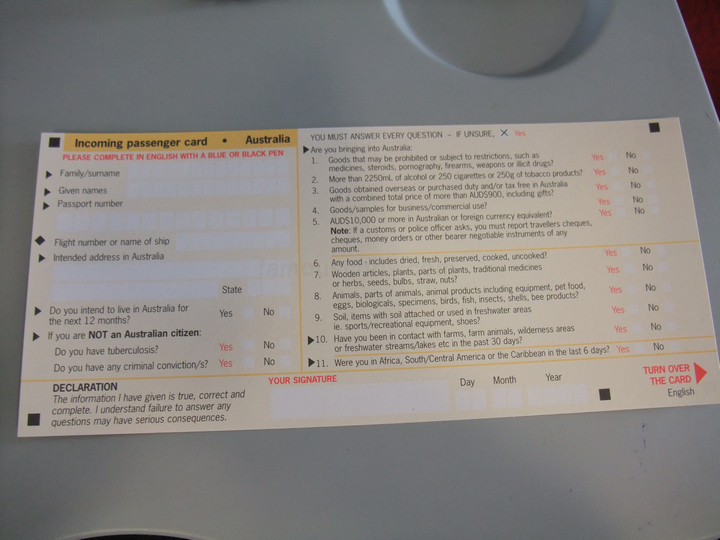 Incoming passenger card • Australia
PLEASE COMPLETE IN ENGLISH WITH A BLUE OR BLACK PEN
Family/surname
Given names
Passport number
Flight number or name of ship
Intended address in Australia
State
Do you intend to live in Australia for
the next 12 months?
Yes No
If you are NOT an Australian citizen:
Do you have tuberculosis? Yes No
Do you have any criminal conviction/s? Yes No
DECLARATION
The information I have given is true, correct and
complete. I understand failure to answer any
questions may have serious consequences.
YOUR SIGNATURE
Day Month Year
YOU MUST ANSWER EVERY QUESTION – IF UNSURE, X Yes
Are you bringing into Australia:
1. Goods that may be prohibited or subject to restrictions, such as
medicines, steroids, pornography, firearms, weapons or illicit drugs? Yes No
2. More than 2250mL of alcohol or 250 cigarettes or 250g of tobacco products? Yes No
3. Goods obtained overseas or purchased duty and/or tax free in Australia
with a combined total price of more than AUD$900, including gifts? Yes No
4. Goods/samples for business/commercial use? Yes No
5. AUD$10,000 or more in Australian or foreign currency equivalent? Yes No
Note: If a customs or police officer asks, you must report travellers cheques,
cheques, money orders or other bearer negotiable instruments of any
amount.
6. Any food - includes dried, fresh, preserved, cooked, uncooked? Yes No
7. Wooden articles, plants, parts of plants, traditional medicines
or herbs, seeds, bulbs, straw, nuts? Yes No
8. Animals, parts of animals, animal products including equipment, pet food,
eggs, biologicals, specimens, birds, fish, insects, shells, bee products? Yes No
9. Soil, items with soil attached or used in freshwater areas
ie. sports/recreational equipment, shoes? Yes No
10. Have you been in contact with farms, farm animals, wilderness areas
or freshwater streams/lakes etc in the past 30 days? Yes No
11. Were you in Africa, South/Central America or the Caribbean in the last 6 days? Yes No
TURN OVER
THE CARD
English